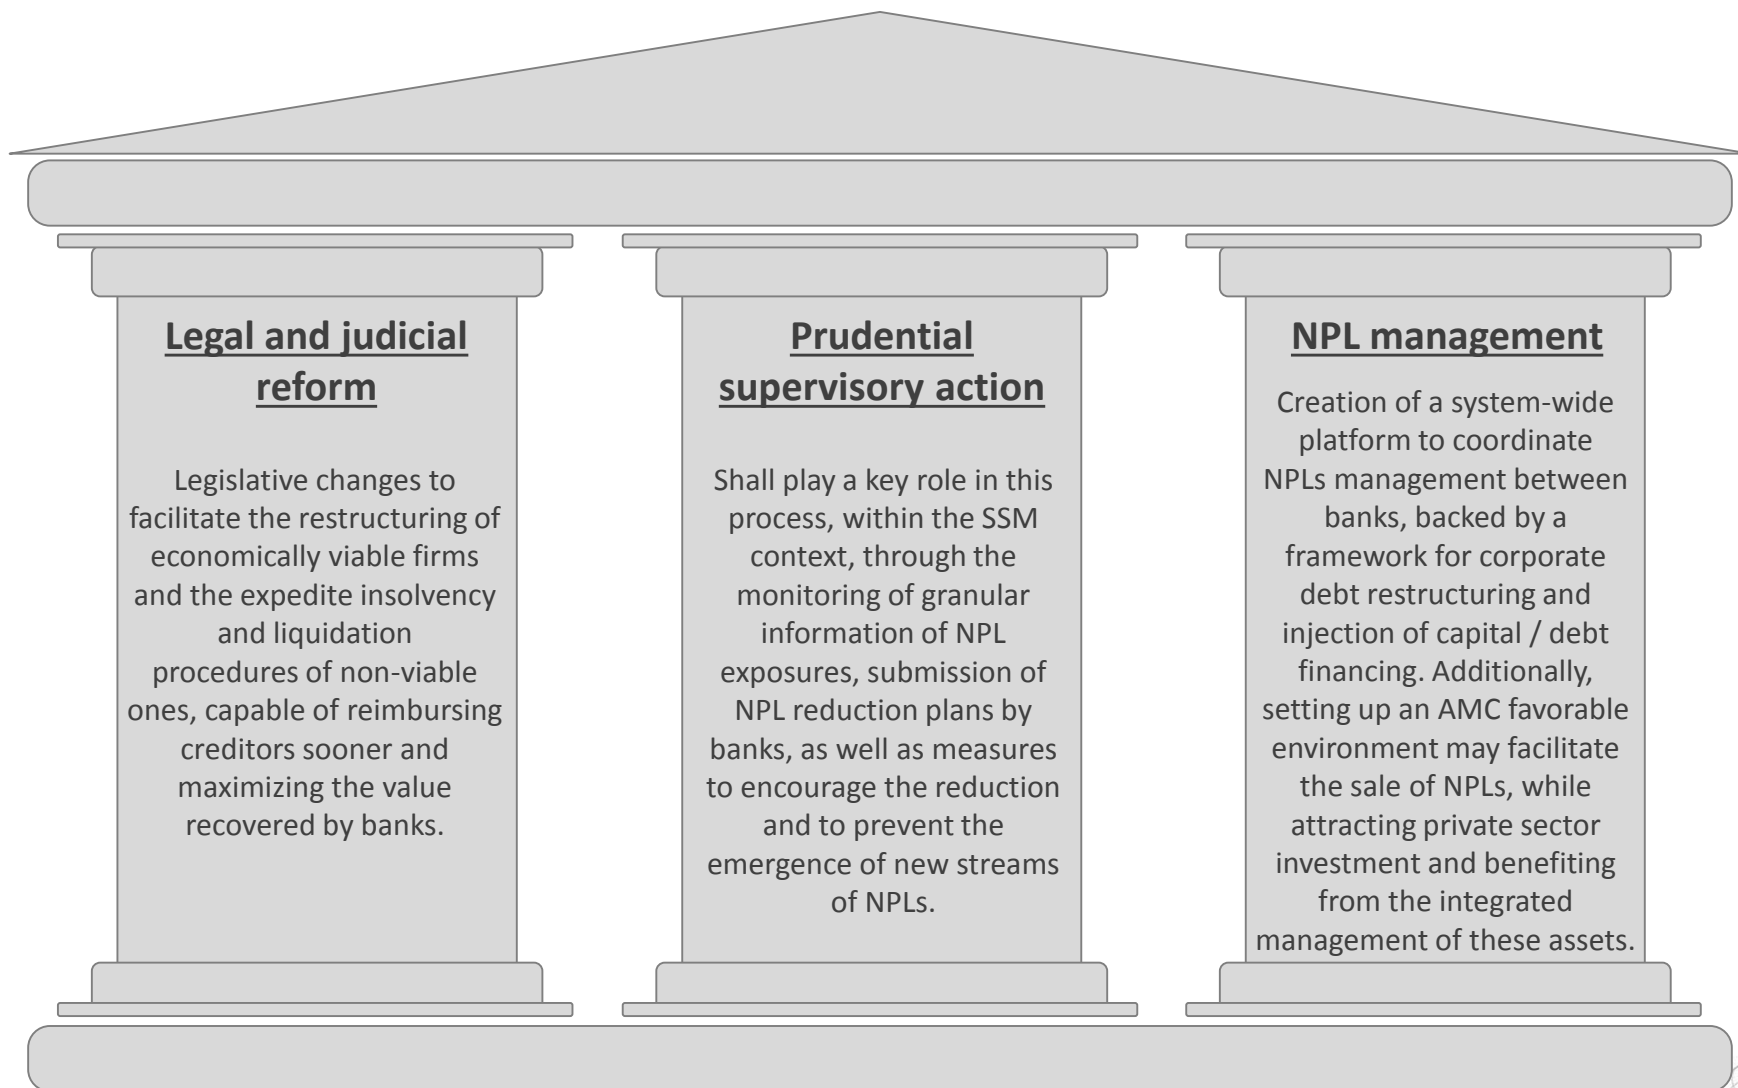 Legal and judicial
reform
Legislative changes to
facilitate the restructuring of
economically viable firms
and the expedite insolvency
and liquidation
procedures of non-viable
ones, capable of reimbursing
creditors sooner and
maximizing the value
recovered by banks.
Prudential
supervisory action
Shall play a key role in this
process, within the SSM
context, through the
monitoring of granular
information of NPL
exposures, submission of
NPL reduction plans by
banks, as well as measures
to encourage the reduction
and to prevent the
emergence of new streams
of NPLs.
NPL management
Creation of a system-wide
platform to coordinate
NPLs management between
banks, backed by a
framework for corporate
debt restructuring and
injection of capital / debt
financing. Additionally,
setting up an AMC favorable
environment may facilitate
the sale of NPLs, while
attracting private sector
investment and benefiting
from the integrated
management of these assets.